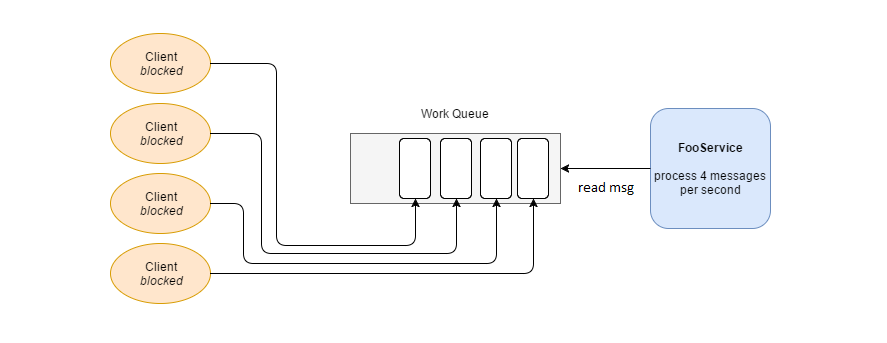 Client
blocked
Client
blocked
Client
blocked
Client
blocked
Work Queue
read msg
FooService
process 4 messages
per second